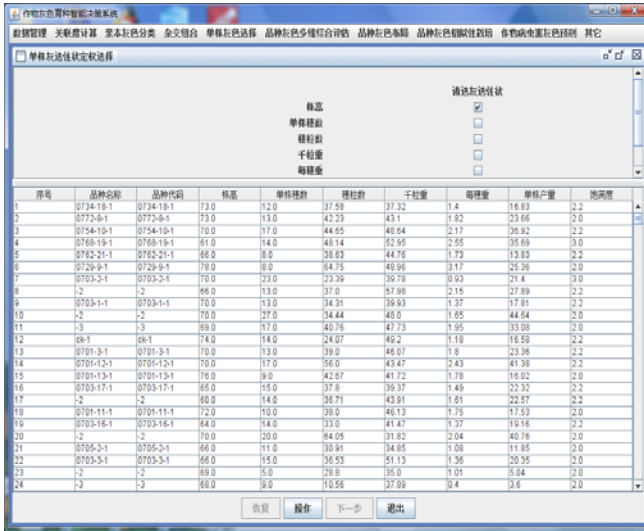 作物灰色育种智能决策系统
数据管理 关联度计算 亲本灰色分类 杂交组合 单株灰色选择 品种灰色多维综合评估 品种灰色布局 品种灰色相似性栽培 作物病虫害灰色预测 其它
单株灰选性状定权选择
请选灰选性状
株高
单株穗数
穗粒数
千粒重
每穗重
序号 品种名称 品种代码 株高 单株穗数 穗粒数 千粒重 每穗重 单株产量 饱满度
1 0734-18-1 0734-18-1 73.0 12.0 37.58 37.32 1.4 16.83 2.2
2 0772-8-1 0772-8-1 73.0 13.0 42.23 43.1 1.82 23.66 2.0
3 0754-10-1 0754-10-1 70.0 17.0 44.65 48.64 2.17 36.92 2.2
4 0768-19-1 0768-19-1 61.0 14.0 48.14 52.95 2.55 35.69 3.0
5 0762-21-1 0762-21-1 66.0 8.0 38.63 44.76 1.73 13.83 2.2
6 0729-9-1 0729-9-1 78.0 8.0 64.75 48.96 3.17 25.36 2.0
7 0703-2-1 0703-2-1 70.0 23.0 23.39 39.78 0.93 21.4 3.0
8 -2 -2 66.0 13.0 37.0 57.98 2.15 27.89 2.2
9 0703-1-1 0703-1-1 70.0 13.0 34.31 39.93 1.37 17.81 2.2
10 -2 -2 70.0 27.0 34.44 48.0 1.65 44.64 2.0
11 -3 -3 69.0 17.0 40.76 47.73 1.95 33.08 2.0
12 ck-1 ck-1 74.0 14.0 24.07 49.2 1.18 16.58 2.2
13 0701-3-1 0701-3-1 70.0 13.0 39.0 46.07 1.8 23.36 2.2
14 0701-12-1 0701-12-1 70.0 17.0 56.0 43.47 2.43 41.38 2.2
15 0701-13-1 0701-13-1 76.0 9.0 42.67 41.72 1.78 16.02 2.0
16 0703-17-1 0703-17-1 65.0 15.0 37.8 39.37 1.49 22.32 2.2
17 -2 -2 60.0 14.0 36.71 43.91 1.61 22.57 2.2
18 0701-11-1 0701-11-1 72.0 10.0 38.0 46.13 1.75 17.53 2.0
19 0703-16-1 0703-16-1 64.0 14.0 33.0 41.47 1.37 19.16 2.2
20 -2 -2 70.0 20.0 64.05 31.82 2.04 40.76 2.0
21 0705-2-1 0705-2-1 66.0 11.0 30.91 34.85 1.08 11.85 2.0
22 0703-3-1 0703-3-1 66.0 15.0 36.53 51.13 1.36 20.35 2.0
23 -2 -2 69.0 5.0 28.8 35.0 1.01 5.04 2.0
24 -3 -3 68.0 9.0 10.56 37.89 0.4 3.6 2.0
恢复 操作 下一步 退出